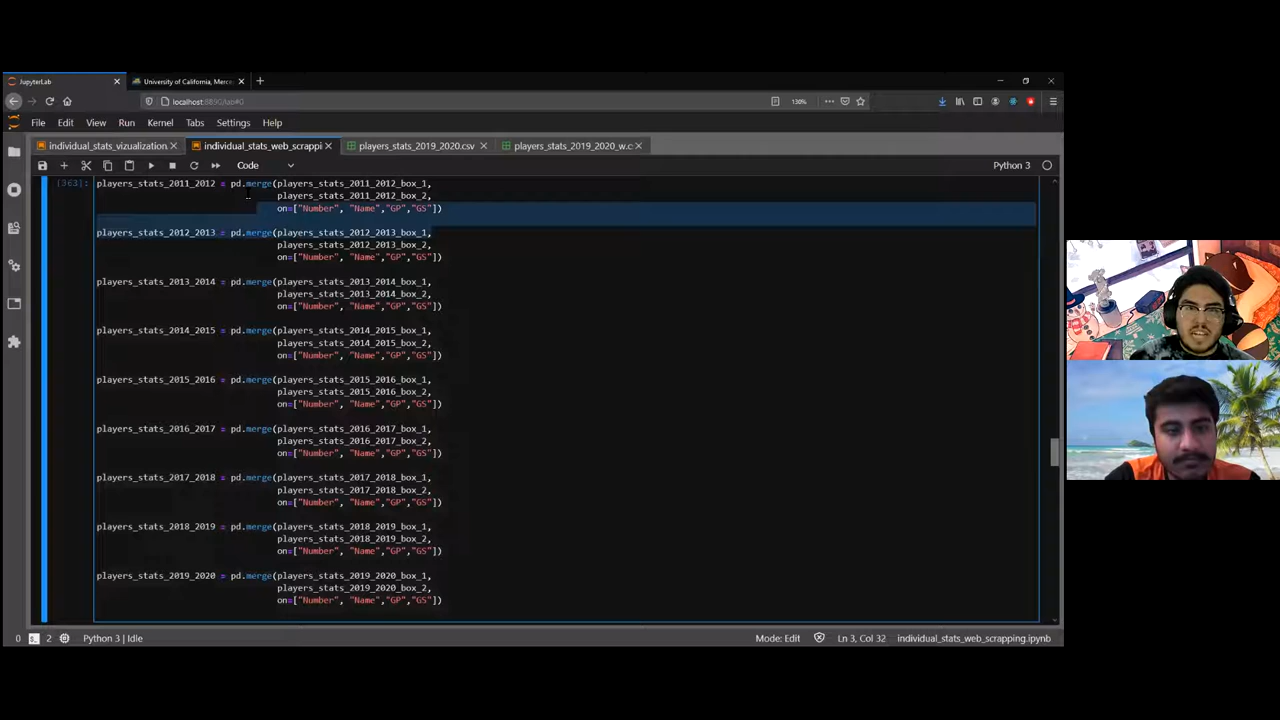 JupyterLab
University of California, Merce
localhost:8890/lab#0
130%
File Edit View Run Kernel Tabs Settings Help
individual_stats_vizualization.
individual_stats_web_scrappi
players_stats_2019_2020.csv
players_stats_2019_2020_w.c
Code
Python 3
[363]:
players_stats_2011_2012 = pd.merge(players_stats_2011_2012_box_1,
players_stats_2011_2012_box_2,
on=["Number", "Name","GP","GS"])
players_stats_2012_2013 = pd.merge(players_stats_2012_2013_box_1,
players_stats_2012_2013_box_2,
on=["Number", "Name","GP","GS"])
players_stats_2013_2014 = pd.merge(players_stats_2013_2014_box_1,
players_stats_2013_2014_box_2,
on=["Number", "Name","GP","GS"])
players_stats_2014_2015 = pd.merge(players_stats_2014_2015_box_1,
players_stats_2014_2015_box_2,
on=["Number", "Name","GP","GS"])
players_stats_2015_2016 = pd.merge(players_stats_2015_2016_box_1,
players_stats_2015_2016_box_2,
on=["Number", "Name","GP","GS"])
players_stats_2016_2017 = pd.merge(players_stats_2016_2017_box_1,
players_stats_2016_2017_box_2,
on=["Number", "Name","GP","GS"])
players_stats_2017_2018 = pd.merge(players_stats_2017_2018_box_1,
players_stats_2017_2018_box_2,
on=["Number", "Name","GP","GS"])
players_stats_2018_2019 = pd.merge(players_stats_2018_2019_box_1,
players_stats_2018_2019_box_2,
on=["Number", "Name","GP","GS"])
players_stats_2019_2020 = pd.merge(players_stats_2019_2020_box_1,
players_stats_2019_2020_box_2,
on=["Number", "Name","GP","GS"])
0 2 Python 3 | Idle
Mode: Edit Ln 3, Col 32 individual_stats_web_scrapping.ipynb